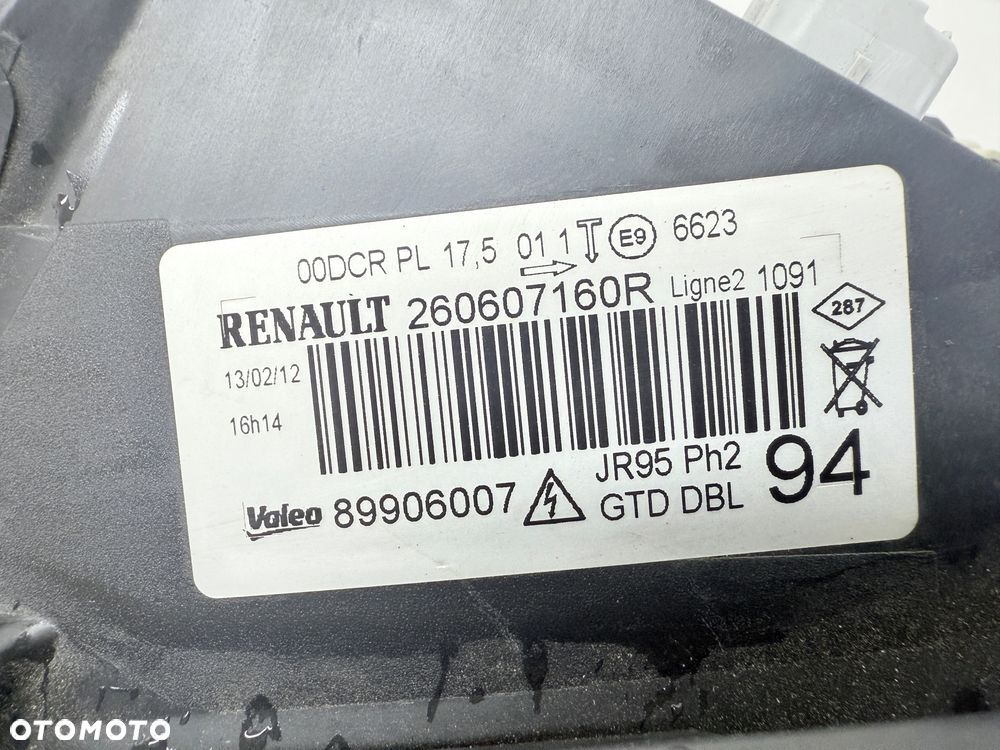 00DCR PL 17,5 01 1 E9 6623
RENAULT 260607160R Ligne2 1091
287
13/02/12
16h14
JR95 Ph2 94
Valeo 89906007 GTD DBL
OTOMOTO